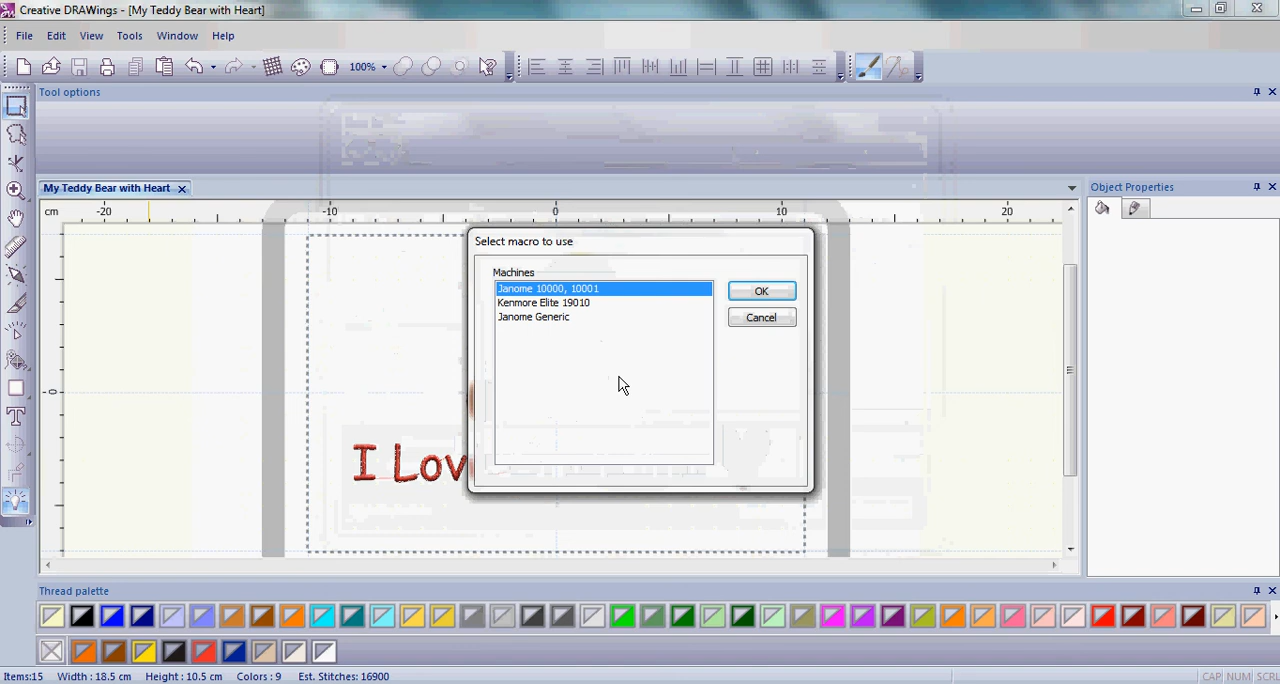 Creative DRAWings - [My Teddy Bear with Heart]
File Edit View Tools Window Help
100%
Tool options
My Teddy Bear with Heart
Object Properties
cm -20 -10 0 10 20
Select macro to use
Machines
Janome 10000, 10001
Kenmore Elite 19010
Janome Generic
OK
Cancel
0
I Lov
Thread palette
Items:15 Width : 18.5 cm Height : 10.5 cm Colors : 9 Est. Stitches: 16900 CAP NUM SCRL